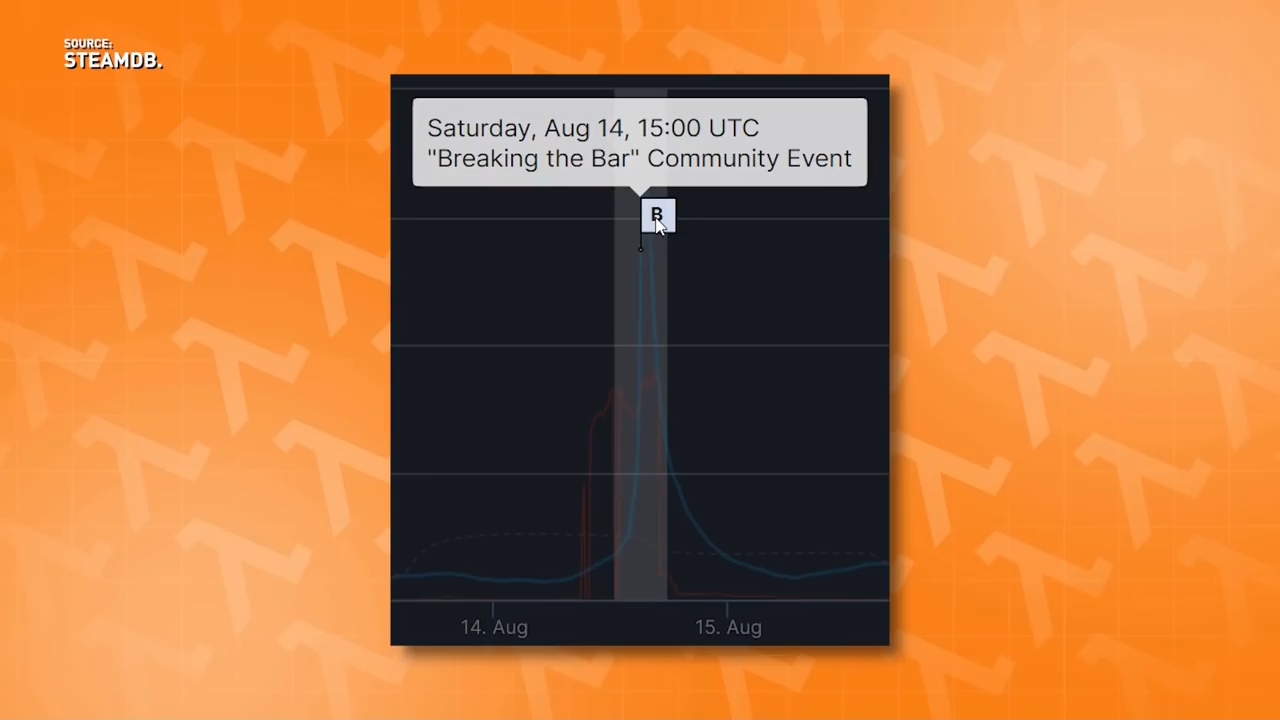 SOURCE:
STEAMDB.
Saturday, Aug 14, 15:00 UTC
"Breaking the Bar" Community Event
B
14. Aug
15. Aug